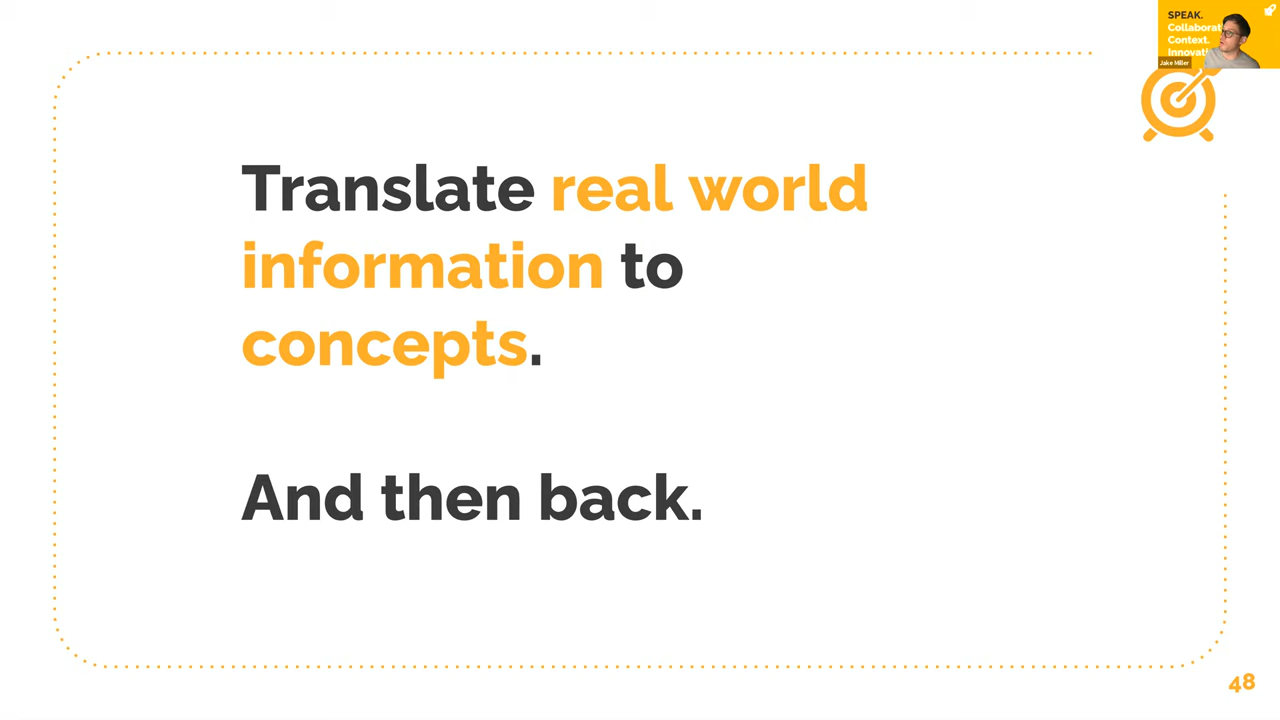 SPEAK.
Context.
Jake Miller
Translate real world
information to
concepts.
And then back.
48